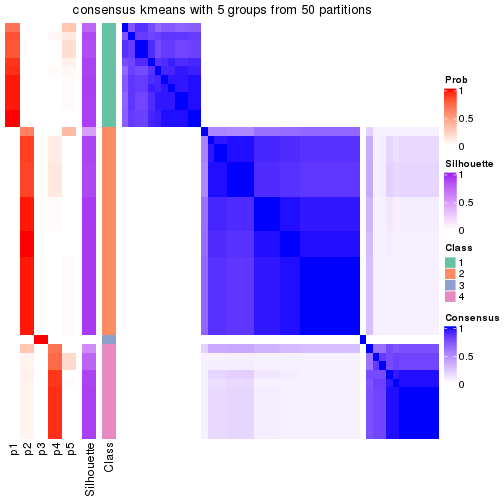 consensus kmeans with 5 groups from 50 partitions
Prob
1
0.5
0
Silhouette
1
0.5
0
Class
1
2
3
4
Consensus
1
0.5
0
p1
p2
p3
p4
p5
Silhouette
Class